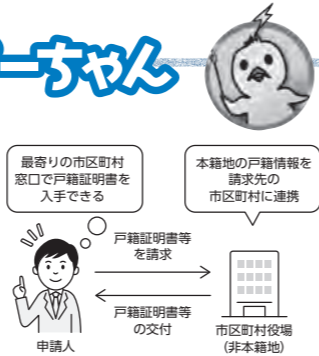 ーちゃん
最寄りの市区町村
窓口で戸籍証明書を
入手できる
本籍地の戸籍情報を
請求先の
市区町村に連携
戸籍証明書等
を請求
戸籍証明書等
の交付
申請人
市区町村役場
(非本籍地)